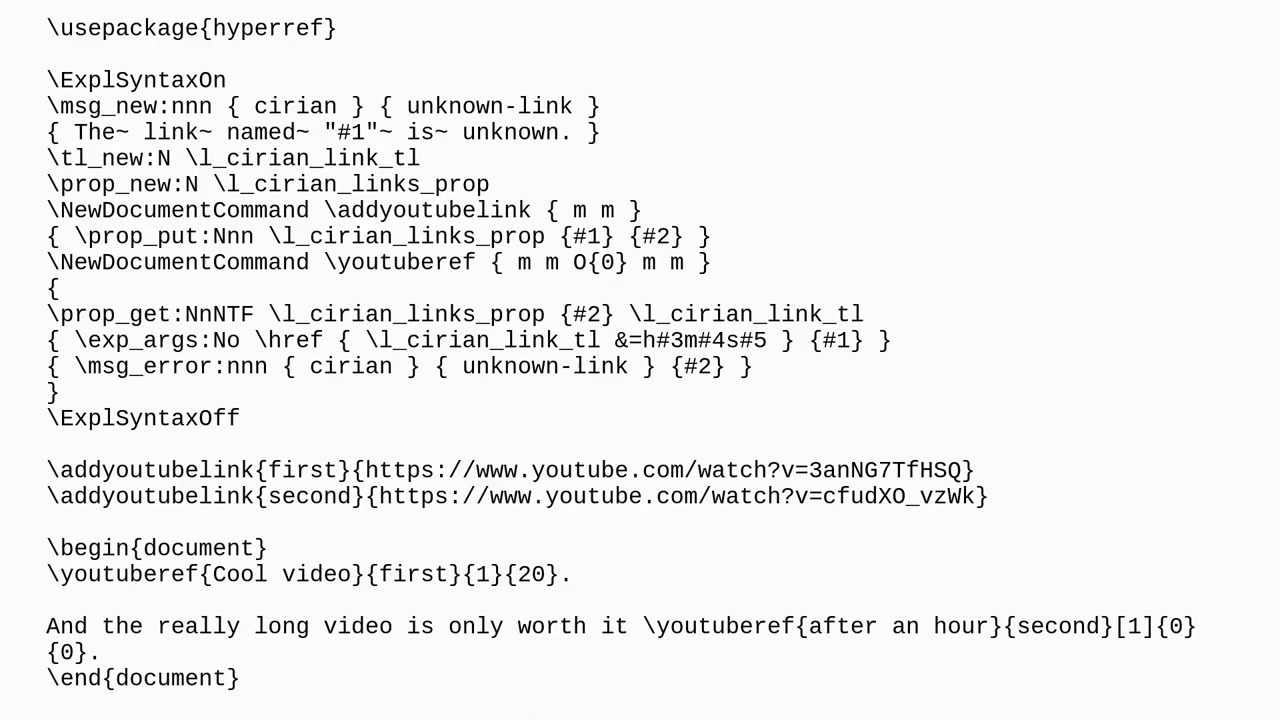 \usepackage{hyperref}
\ExplSyntaxOn
\msg_new:nnn { cirian } { unknown-link }
{ The~ link~ named~ "#1"~ is~ unknown. }
\tl_new:N \l_cirian_link_tl
\prop_new:N \l_cirian_links_prop
\NewDocumentCommand \addyoutubelink { m m }
{ \prop_put:Nnn \l_cirian_links_prop {#1} {#2} }
\NewDocumentCommand \youtuberef { m m O{0} m m }
{
\prop_get:NnNTF \l_cirian_links_prop {#2} \l_cirian_link_tl
{ \exp_args:No \href { \l_cirian_link_tl &=h#3m#4s#5 } {#1} }
{ \msg_error:nnn { cirian } { unknown-link } {#2} }
}
\ExplSyntaxOff
\addyoutubelink{first}{https://www.youtube.com/watch?v=3anNG7TfHSQ}
\addyoutubelink{second}{https://www.youtube.com/watch?v=cfudXO_vzWk}
\begin{document}
\youtuberef{Cool video}{first}{1}{20}.
And the really long video is only worth it \youtuberef{after an hour}{second}[1]{0}
{0}.
\end{document}